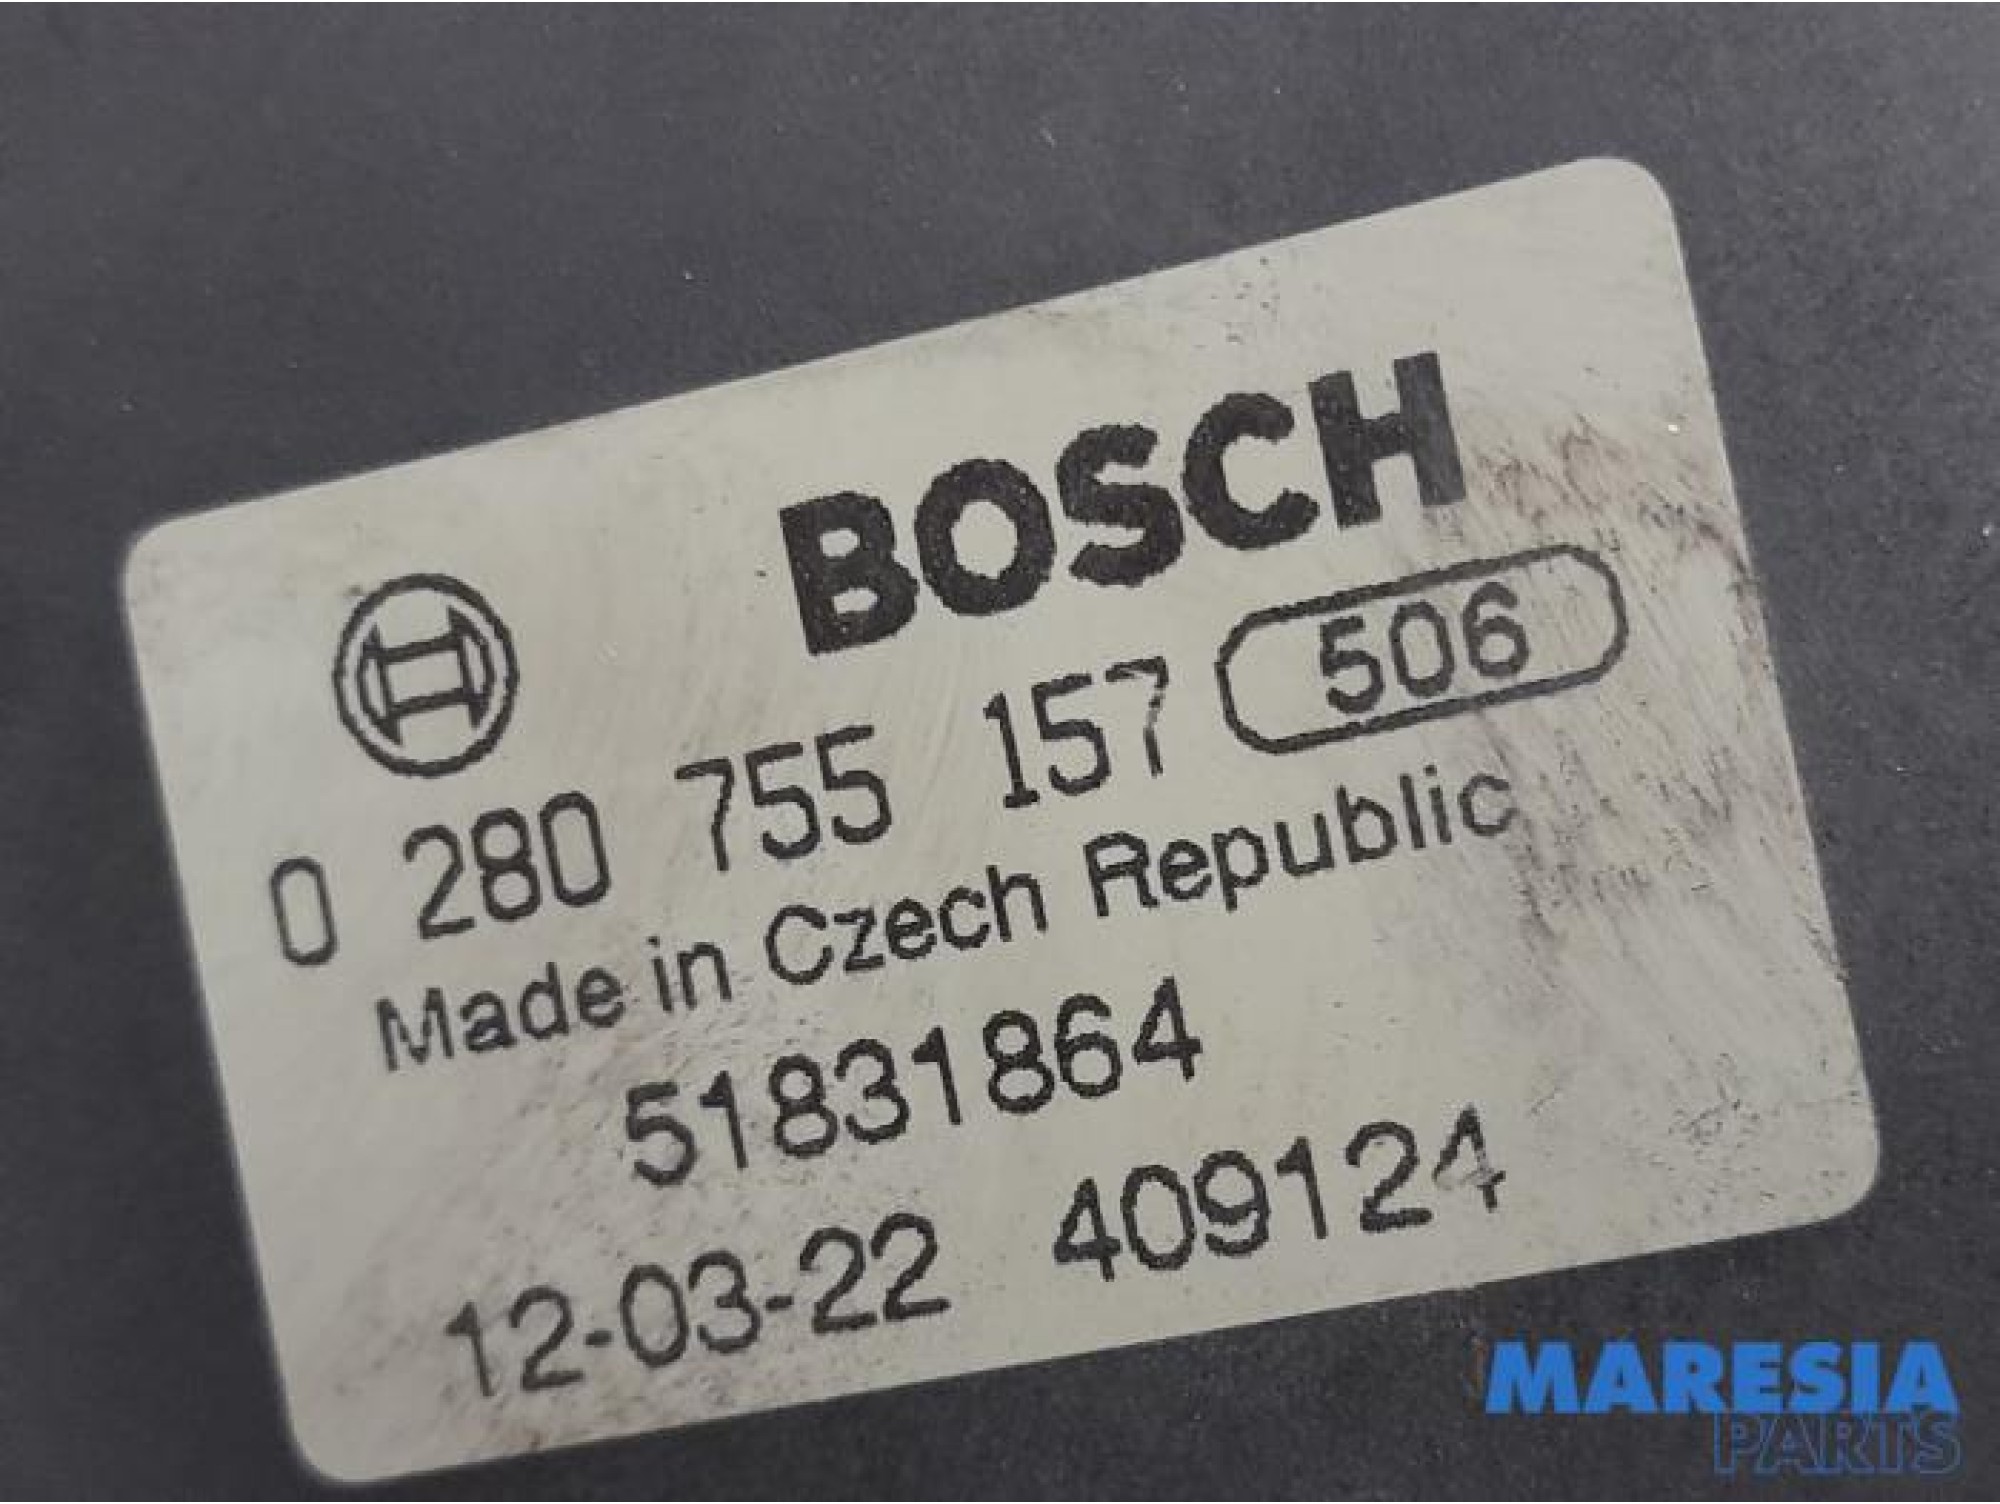 BOSCH
0 280 755 157 506
Made in Czech Republic
51831864
12-03-22 409124
MARESIA
PARTS